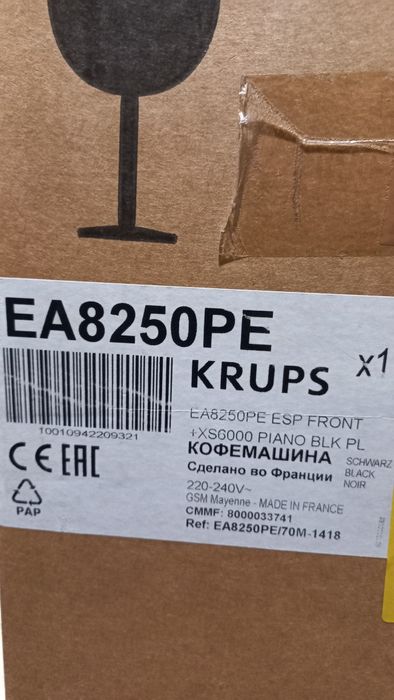 EA8250PE
x1
KRUPS
10010942209321
EA8250PE ESP FRONT
+XS6000 PIANO BLK PL
КОФЕМАШИНА
SCHWARZ
Сделано во Франции
BLACK
220-240V~
NOIR
CE EAC
GSM Mayenne - MADE IN FRANCE
PAP
CMMF: 8000033741
Ref: EA8250PE/70M-1418